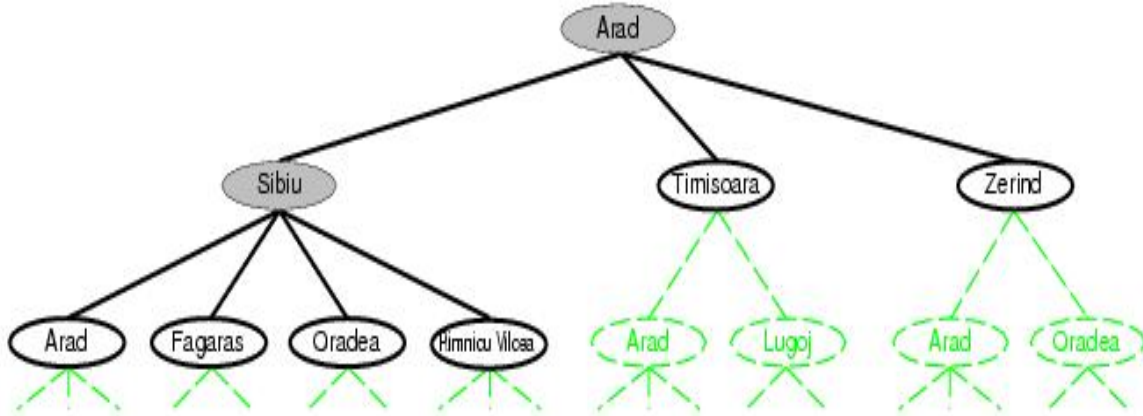 Arad
Sibiu
Timisoara
Zerind
Arad
Fagaras
Oradea
Rimnicu Vilcea
Arad
Lugoj
Arad
Oradea